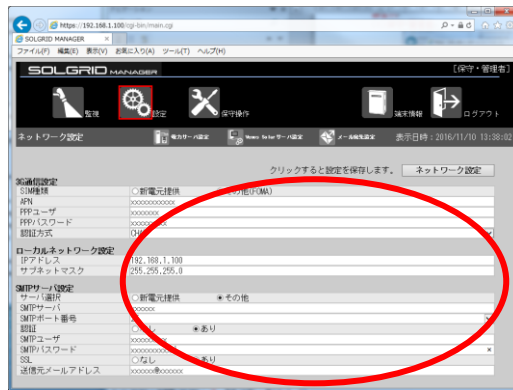 https://192.168.1.100/cgi-bin/main.cgi
SOLGRID MANAGER
ファイル(F) 編集(E) 表示(V) お気に入り(A) ツール(T) ヘルプ(H)
SOLGRID MANAGER [保守・管理者]
監視 設定 保守操作 端末情報 ログアウト
ネットワーク設定 メール報告設定 表示日時:2016/11/10 13:38:02
クリックすると設定を保存します。 ネットワーク設定
3G通信設定
SIM種類 ○新電元提供 その他(FOMA)
APN xxxxxxxxxxx
PPPユーザ xxxxxxx
PPPパスワード
認証方式
ローカルネットワーク設定
IPアドレス 192.168.1.100
サブネットマスク 255.255.255.0
SMTPサーバ設定
サーバ選択 ○新電元提供 ◉その他
SMTPサーバ
SMTPポート番号
認証 ○なし ◉あり
SMTPユーザ
SMTPパスワード
SSL ○なし あり
送信元メールアドレス xxxxxx@xxxxxx